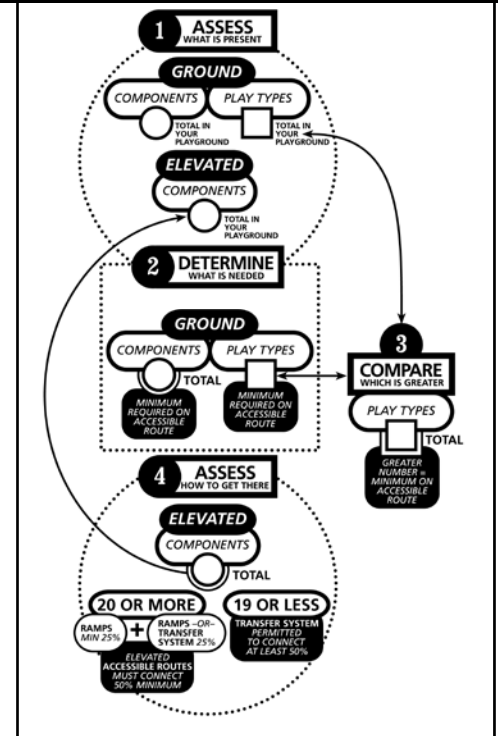 1 ASSESS
WHAT IS PRESENT
GROUND
COMPONENTS
PLAY TYPES
TOTAL IN
YOUR
PLAYGROUND
TOTAL IN
YOUR
PLAYGROUND
ELEVATED
COMPONENTS
TOTAL IN
YOUR
PLAYGROUND
2 DETERMINE
WHAT IS NEEDED
GROUND
COMPONENTS
PLAY TYPES
TOTAL
MINIMUM
REQUIRED ON
ACCESSIBLE
ROUTE
MINIMUM
REQUIRED ON
ACCESSIBLE
ROUTE
3
COMPARE
WHICH IS GREATER
PLAY TYPES
TOTAL
GREATER
NUMBER =
MINIMUM ON
ACCESSIBLE
ROUTE
4 ASSESS
HOW TO GET THERE
ELEVATED
COMPONENTS
TOTAL
20 OR MORE
RAMPS
MIN 25%
+
RAMPS –OR–
TRANSFER
SYSTEM 25%
ELEVATED
ACCESSIBLE ROUTES
MUST CONNECT
50% MINIMUM
19 OR LESS
TRANSFER SYSTEM
PERMITTED
TO CONNECT
AT LEAST 50%